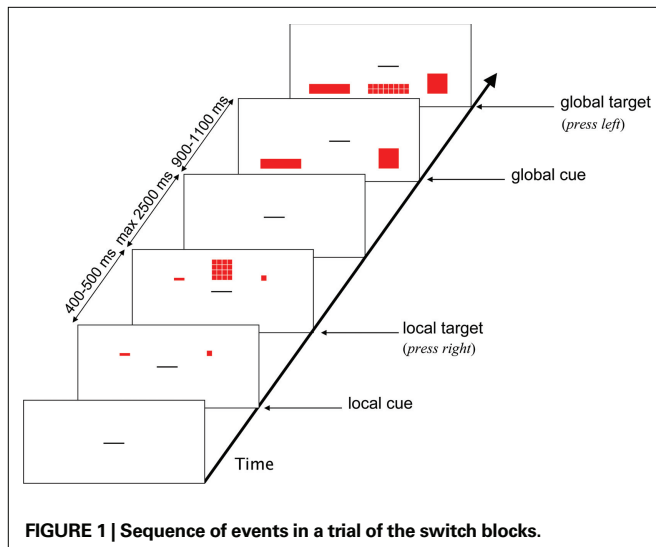 900-1100 ms
global target
(press left)
max 2500 ms
global cue
400-500 ms
local target
(press right)
local cue
Time
FIGURE 1 | Sequence of events in a trial of the switch blocks.